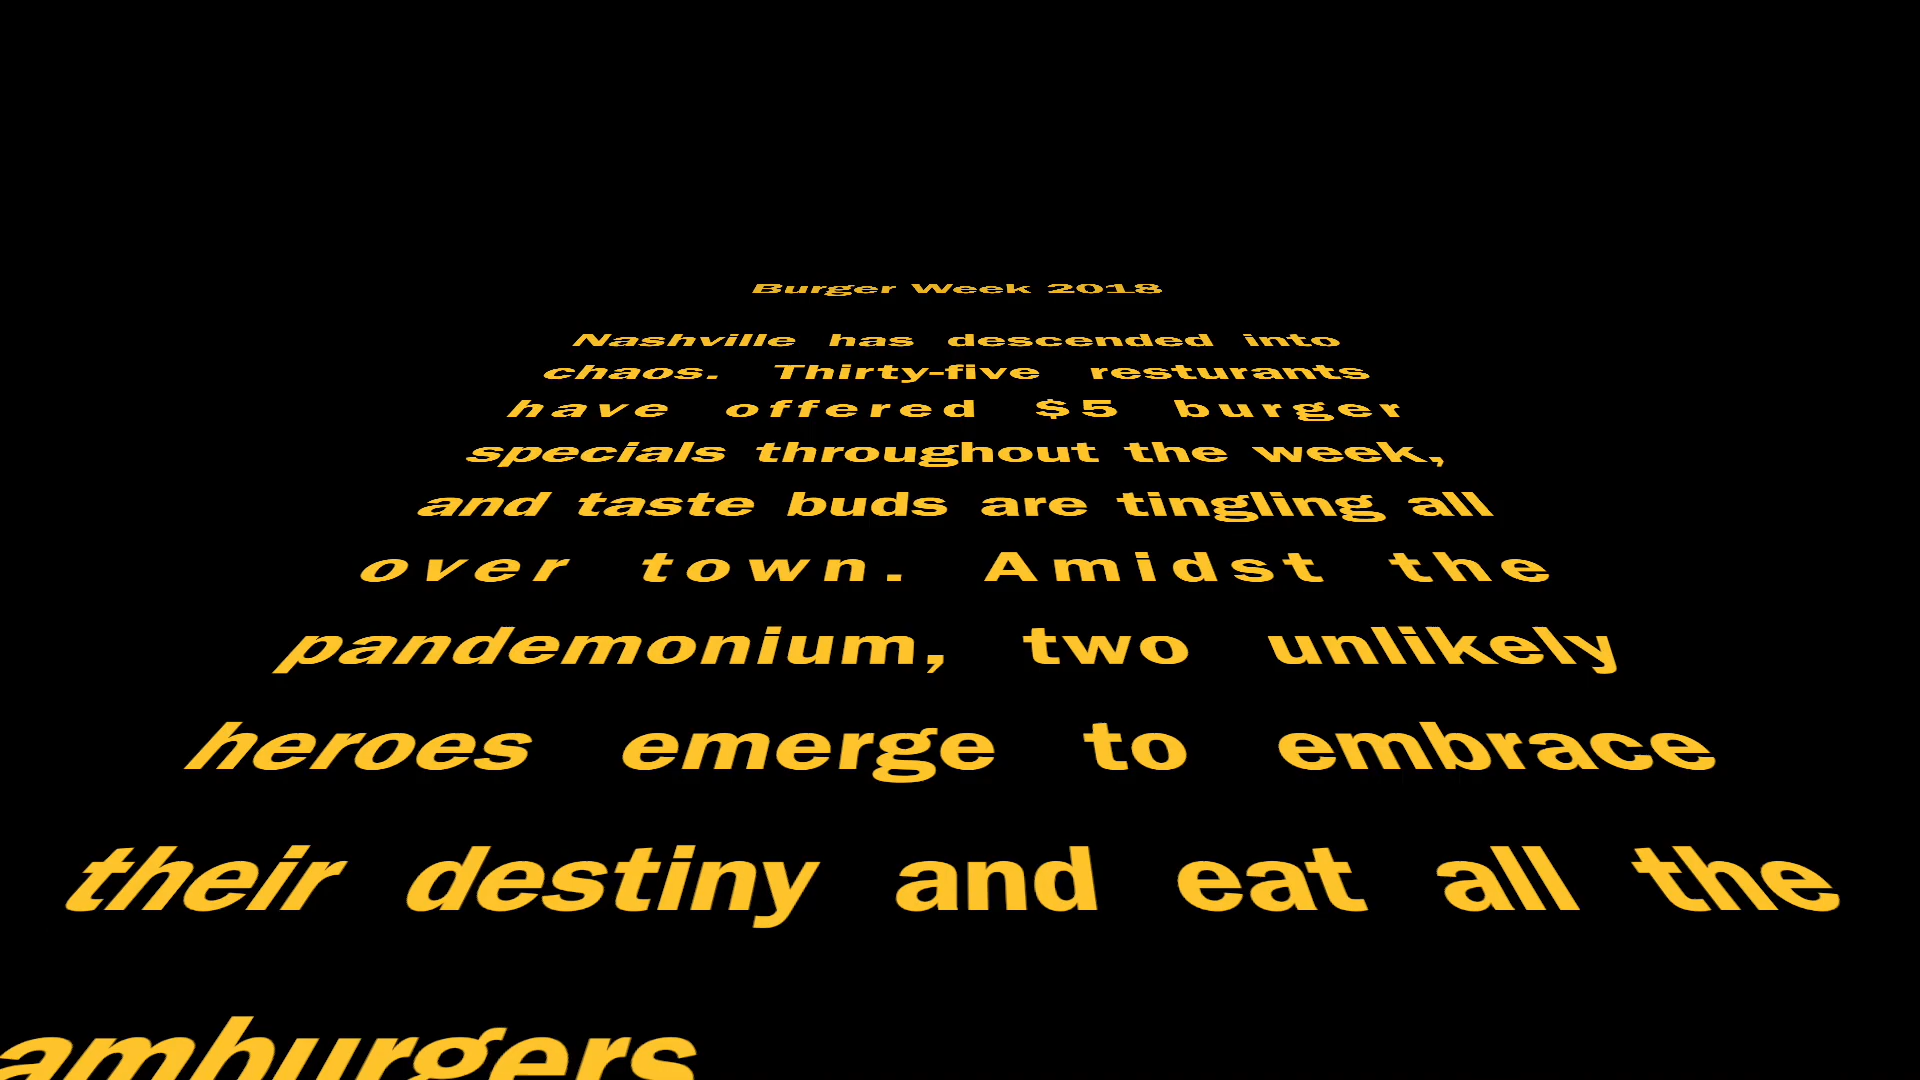 Burger Week 2018
Nashville has descended into
chaos. Thirty-five resturants
have offered $5 burger
specials throughout the week,
and taste buds are tingling all
over town. Amidst the
pandemonium, two unlikely
heroes emerge to embrace
their destiny and eat all the
amburgers